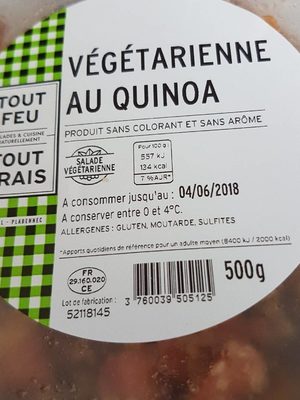 VÉGÉTARIENNE
AU QUINOA
TOUT
FEU
& CUISINE
NATURELLEMENT
TOUT
FRAIS
PRODUIT SANS COLORANT ET SANS ARÔME
SALADE
VÉGÉTARIENNE
Pour 100 g :
557 kJ
134 kcal
7 %AJR*
A consommer jusqu'au : 04/06/2018
A conserver entre 0 et 4°C.
ALLERGENES : GLUTEN, MOUTARDE, SULFITES
- PLABENNEC
*Apports quotidiens de référence pour un adulte moyen (8400 kJ / 2000 kcal)
FR
29.160.020
CE
500g
Lot de fabrication :
52118145
3 760039 505125